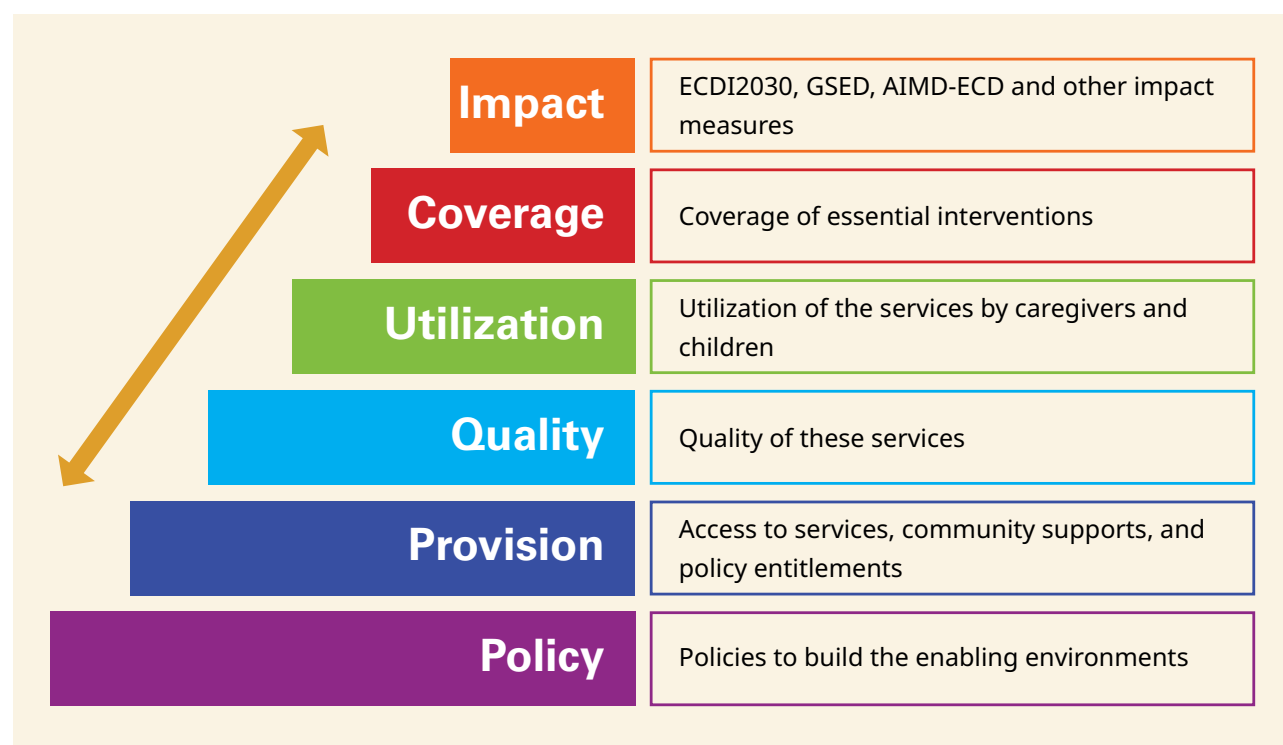 Impact
ECDI2030, GSED, AIMD-ECD and other impact
measures
Coverage
Coverage of essential interventions
Utilization
Utilization of the services by caregivers and
children
Quality
Quality of these services
Provision
Access to services, community supports, and
policy entitlements
Policy
Policies to build the enabling environments